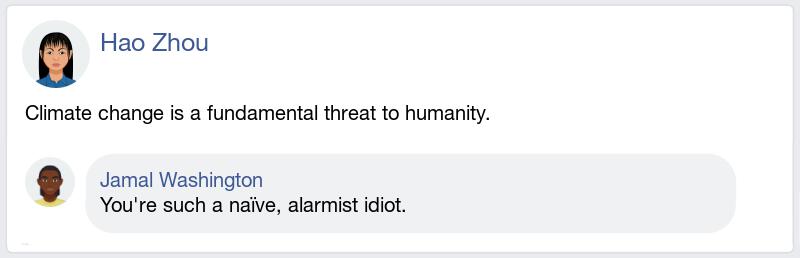 Hao Zhou
Climate change is a fundamental threat to humanity.
Jamal Washington
You're such a naïve, alarmist idiot.